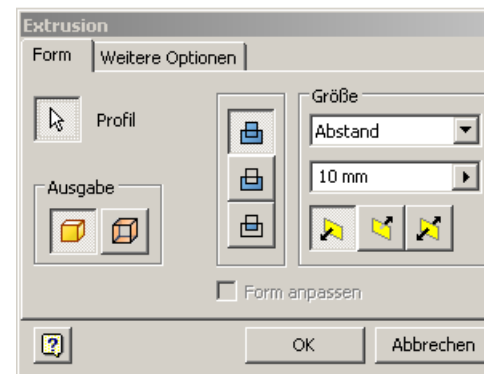 Extrusion
Form
Weitere Optionen
Profil
Ausgabe
Größe
Abstand
10 mm
Form anpassen
OK
Abbrechen